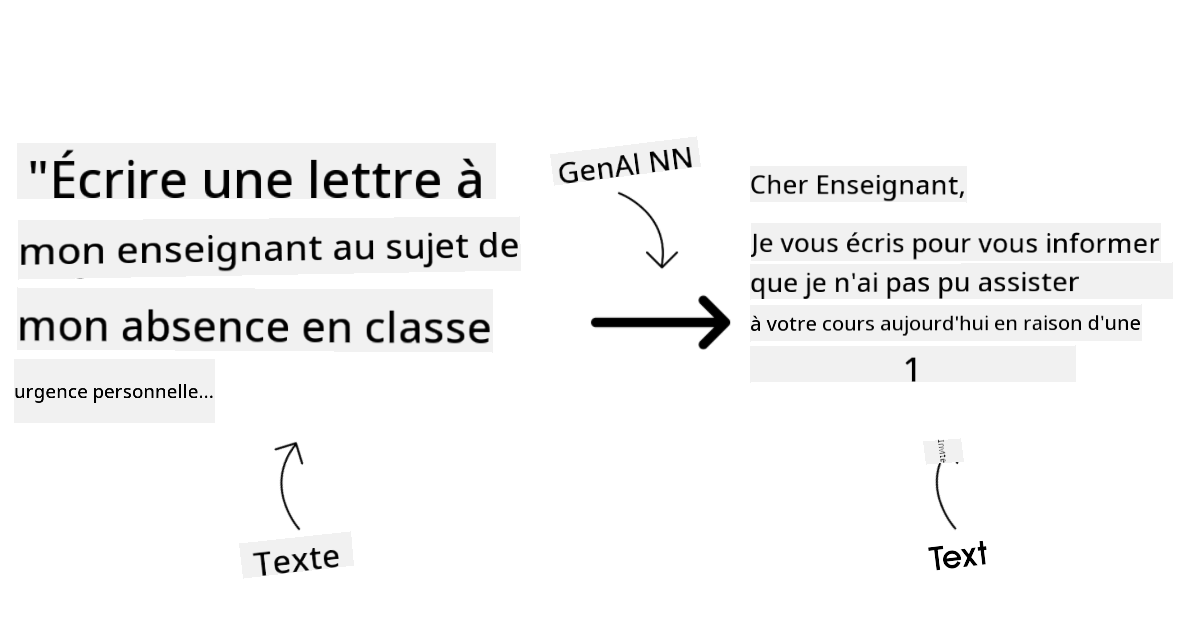 "Écrire une lettre à
mon enseignant au sujet de
mon absence en classe
urgence personnelle...
Texte
GenAI NN
Cher Enseignant,
Je vous écris pour vous informer
que je n'ai pas pu assister
à votre cours aujourd'hui en raison d'une
1
invite
Text